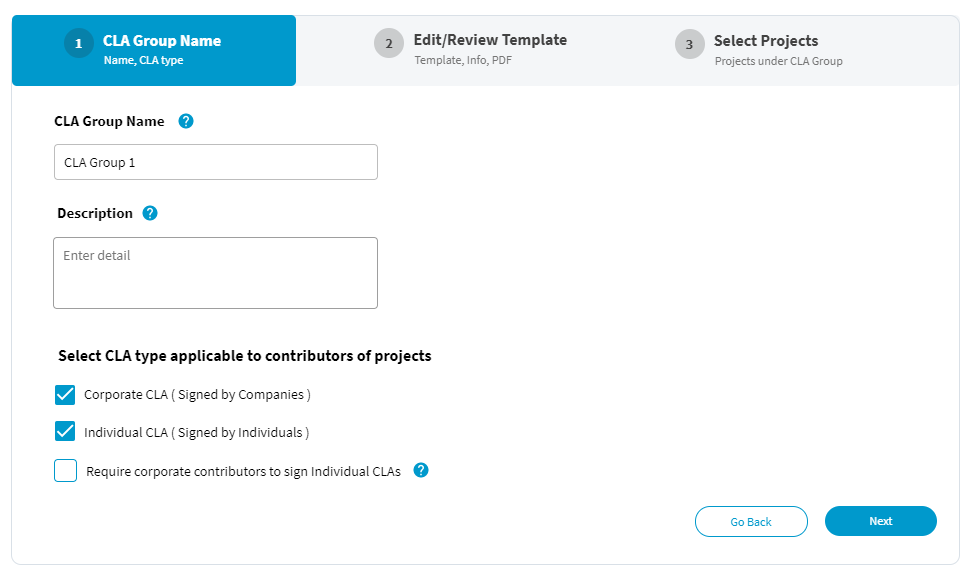 1
CLA Group Name
Name, CLA type
2
Edit/Review Template
Template, Info, PDF
3
Select Projects
Projects under CLA Group
CLA Group Name ?
CLA Group 1
Description ?
Enter detail
Select CLA type applicable to contributors of projects
Corporate CLA ( Signed by Companies )
Individual CLA ( Signed by Individuals )
Require corporate contributors to sign Individual CLAs ?
Go Back
Next